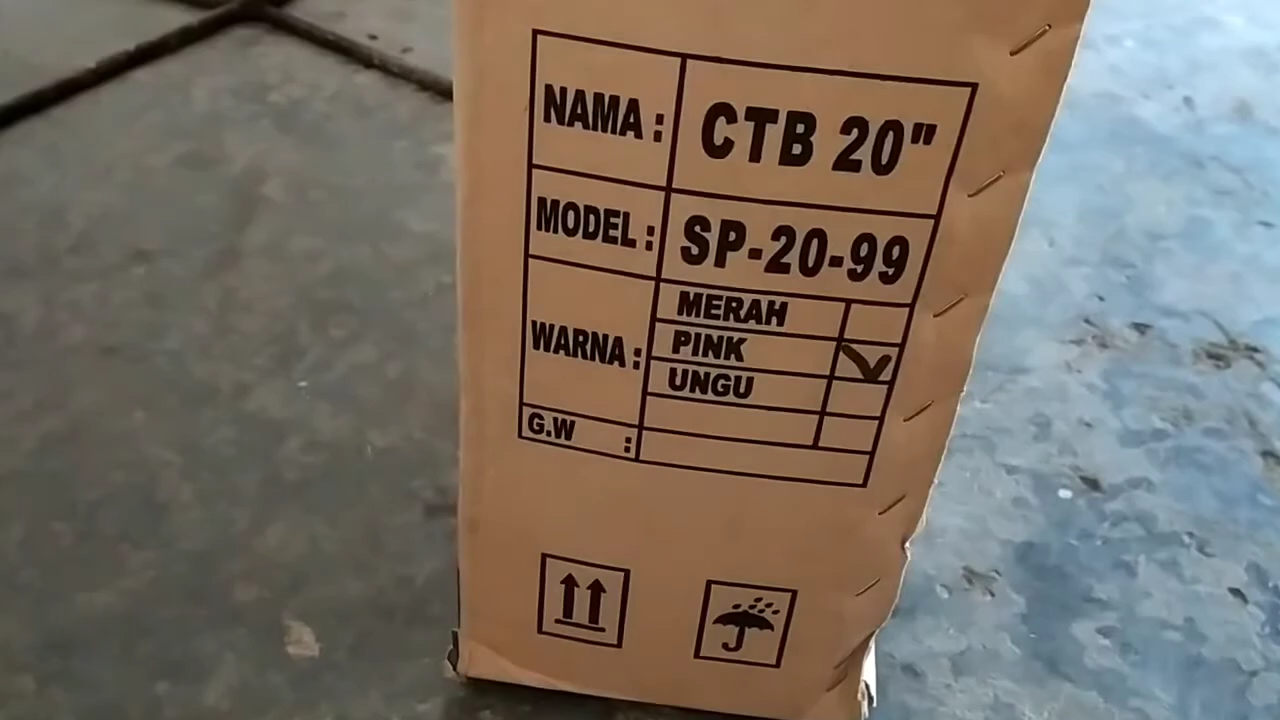 NAMA : CTB 20"
MODEL : SP-20-99
WARNA : MERAH
PINK
UNGU
G.W :